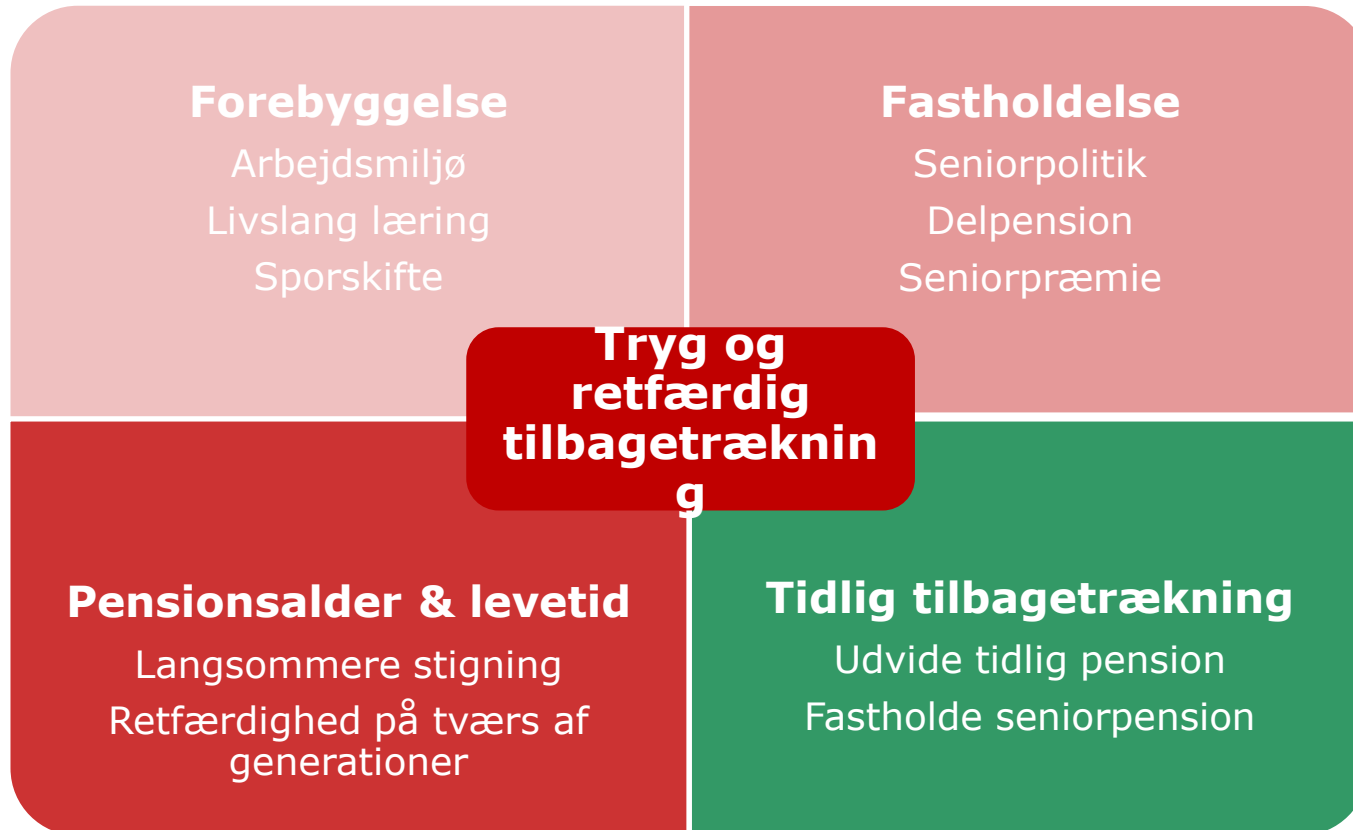 Forebyggelse
Arbejdsmiljø
Livslang læring
Sporskifte
Fastholdelse
Seniorpolitik
Delpension
Seniorpræmie
Tryg og
retfærdig
tilbagetræknin
g
Pensionsalder & levetid
Langsommere stigning
Retfærdighed på tværs af
generationer
Tidlig tilbagetrækning
Udvide tidlig pension
Fastholde seniorpension